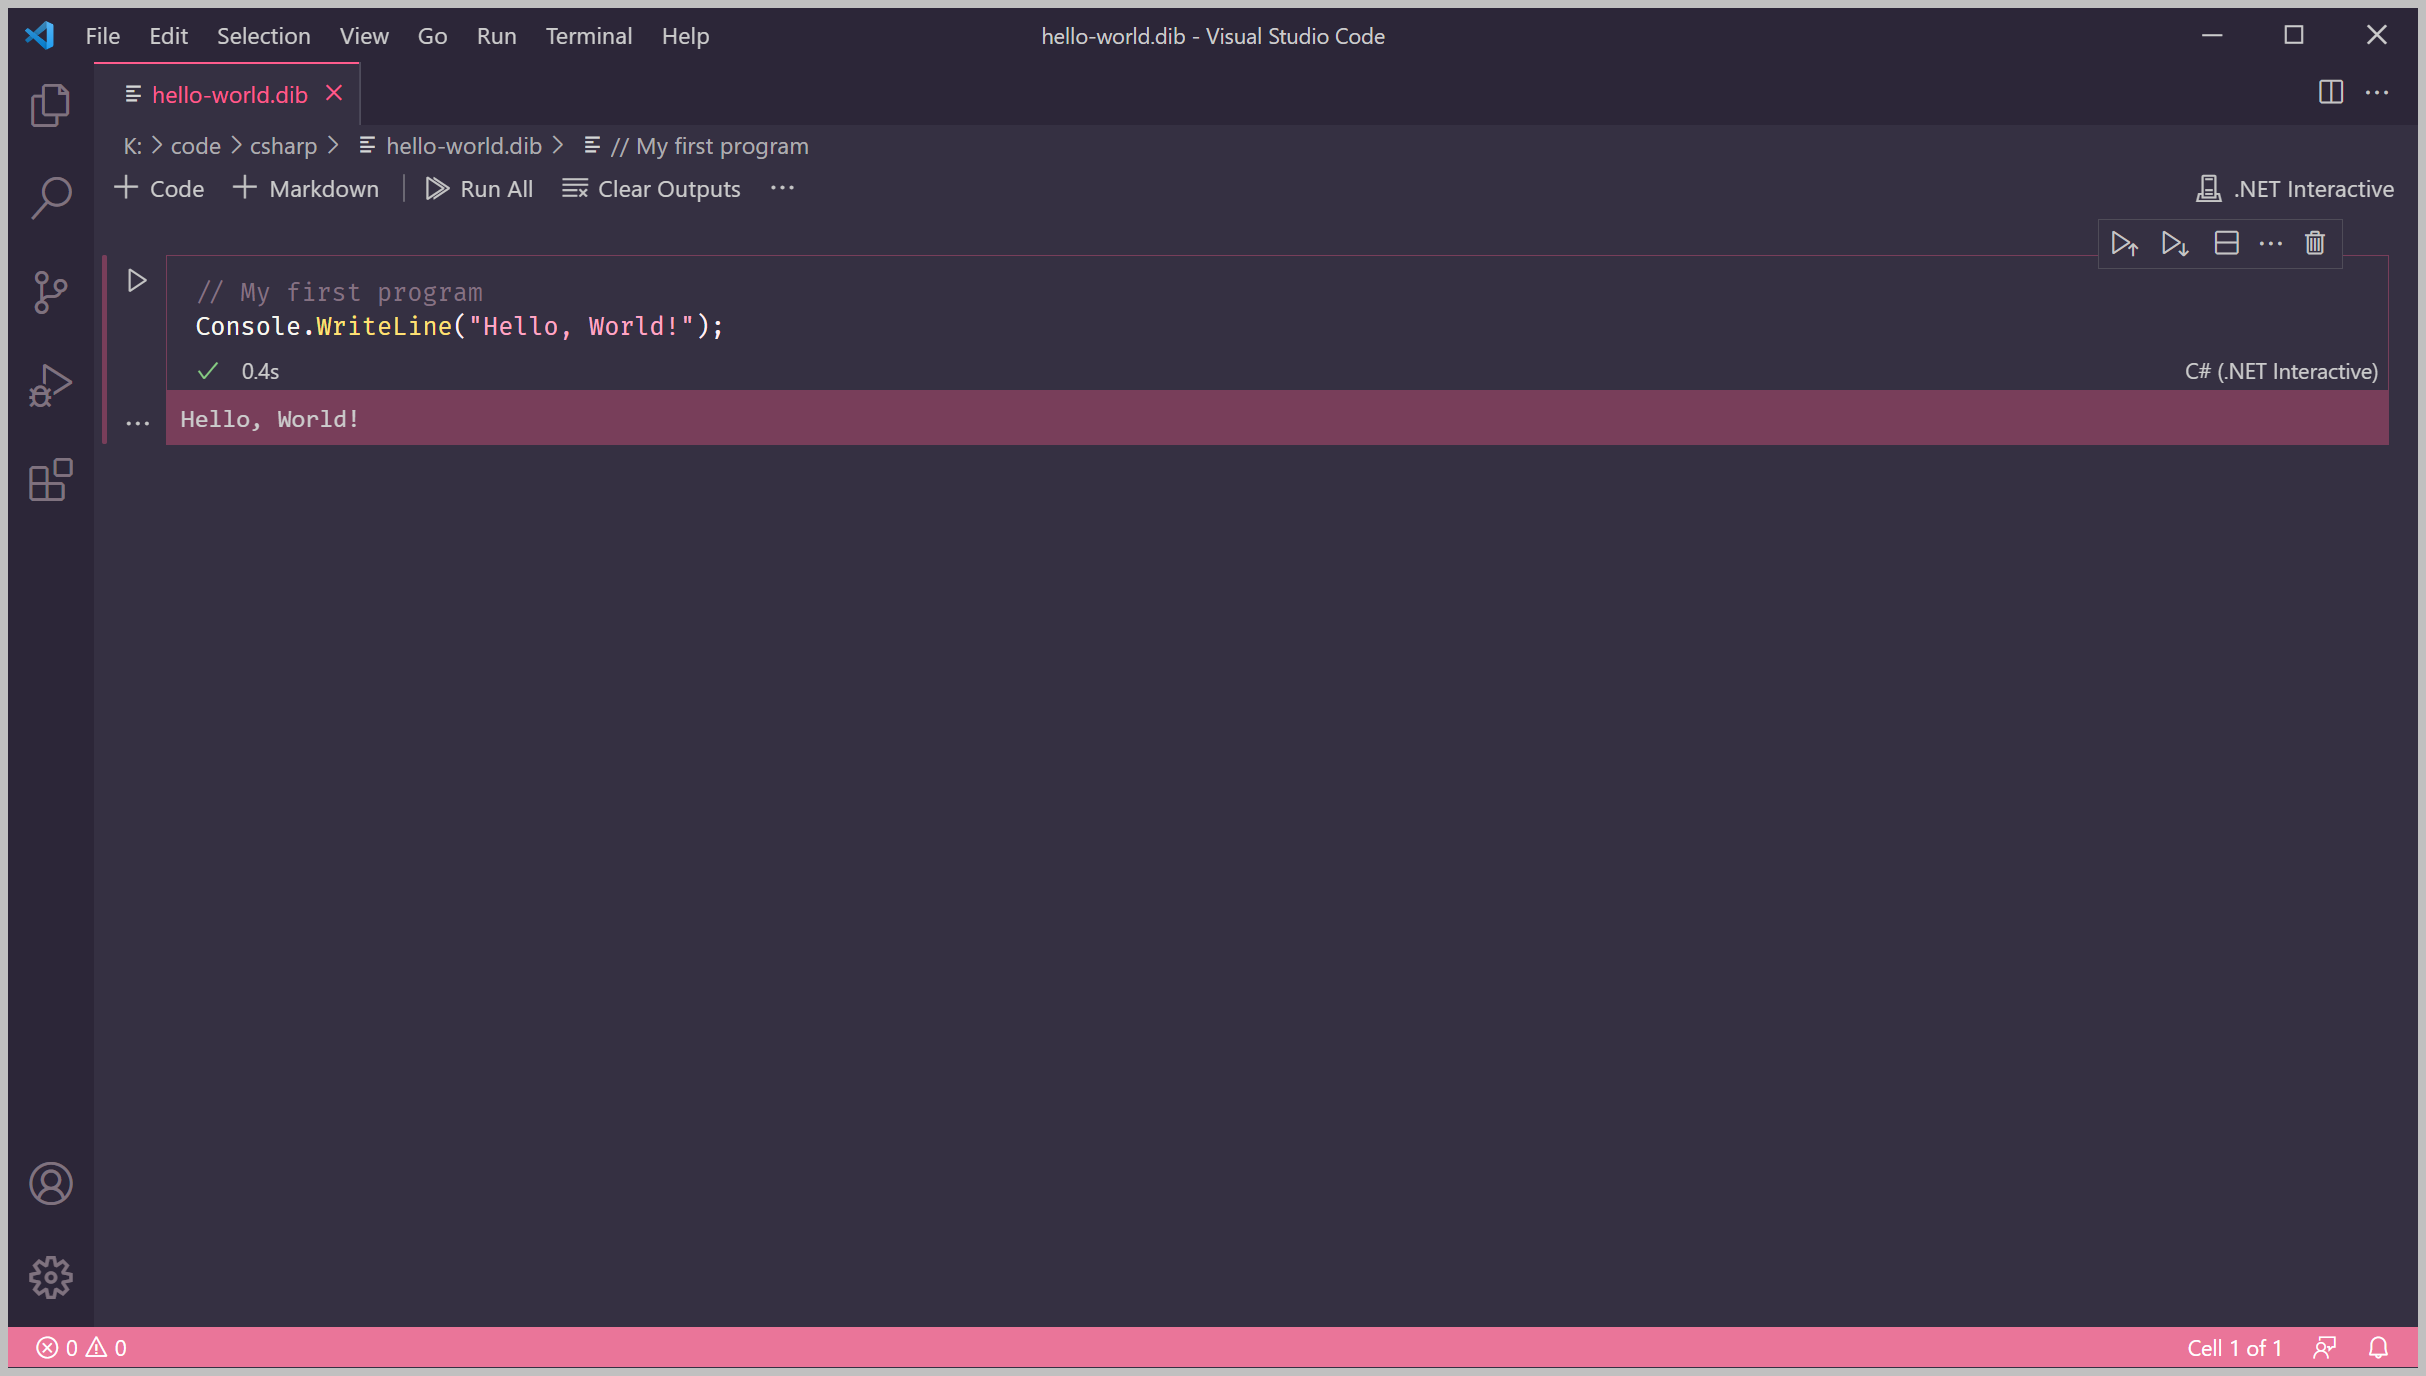 File Edit Selection View Go Run Terminal Help hello-world.dib - Visual Studio Code
hello-world.dib
K: > code > csharp > hello-world.dib > // My first program
Code Markdown Run All Clear Outputs ... .NET Interactive
// My first program
Console.WriteLine("Hello, World!");
0.4s C# (.NET Interactive)
Hello, World!
0 0 Cell 1 of 1